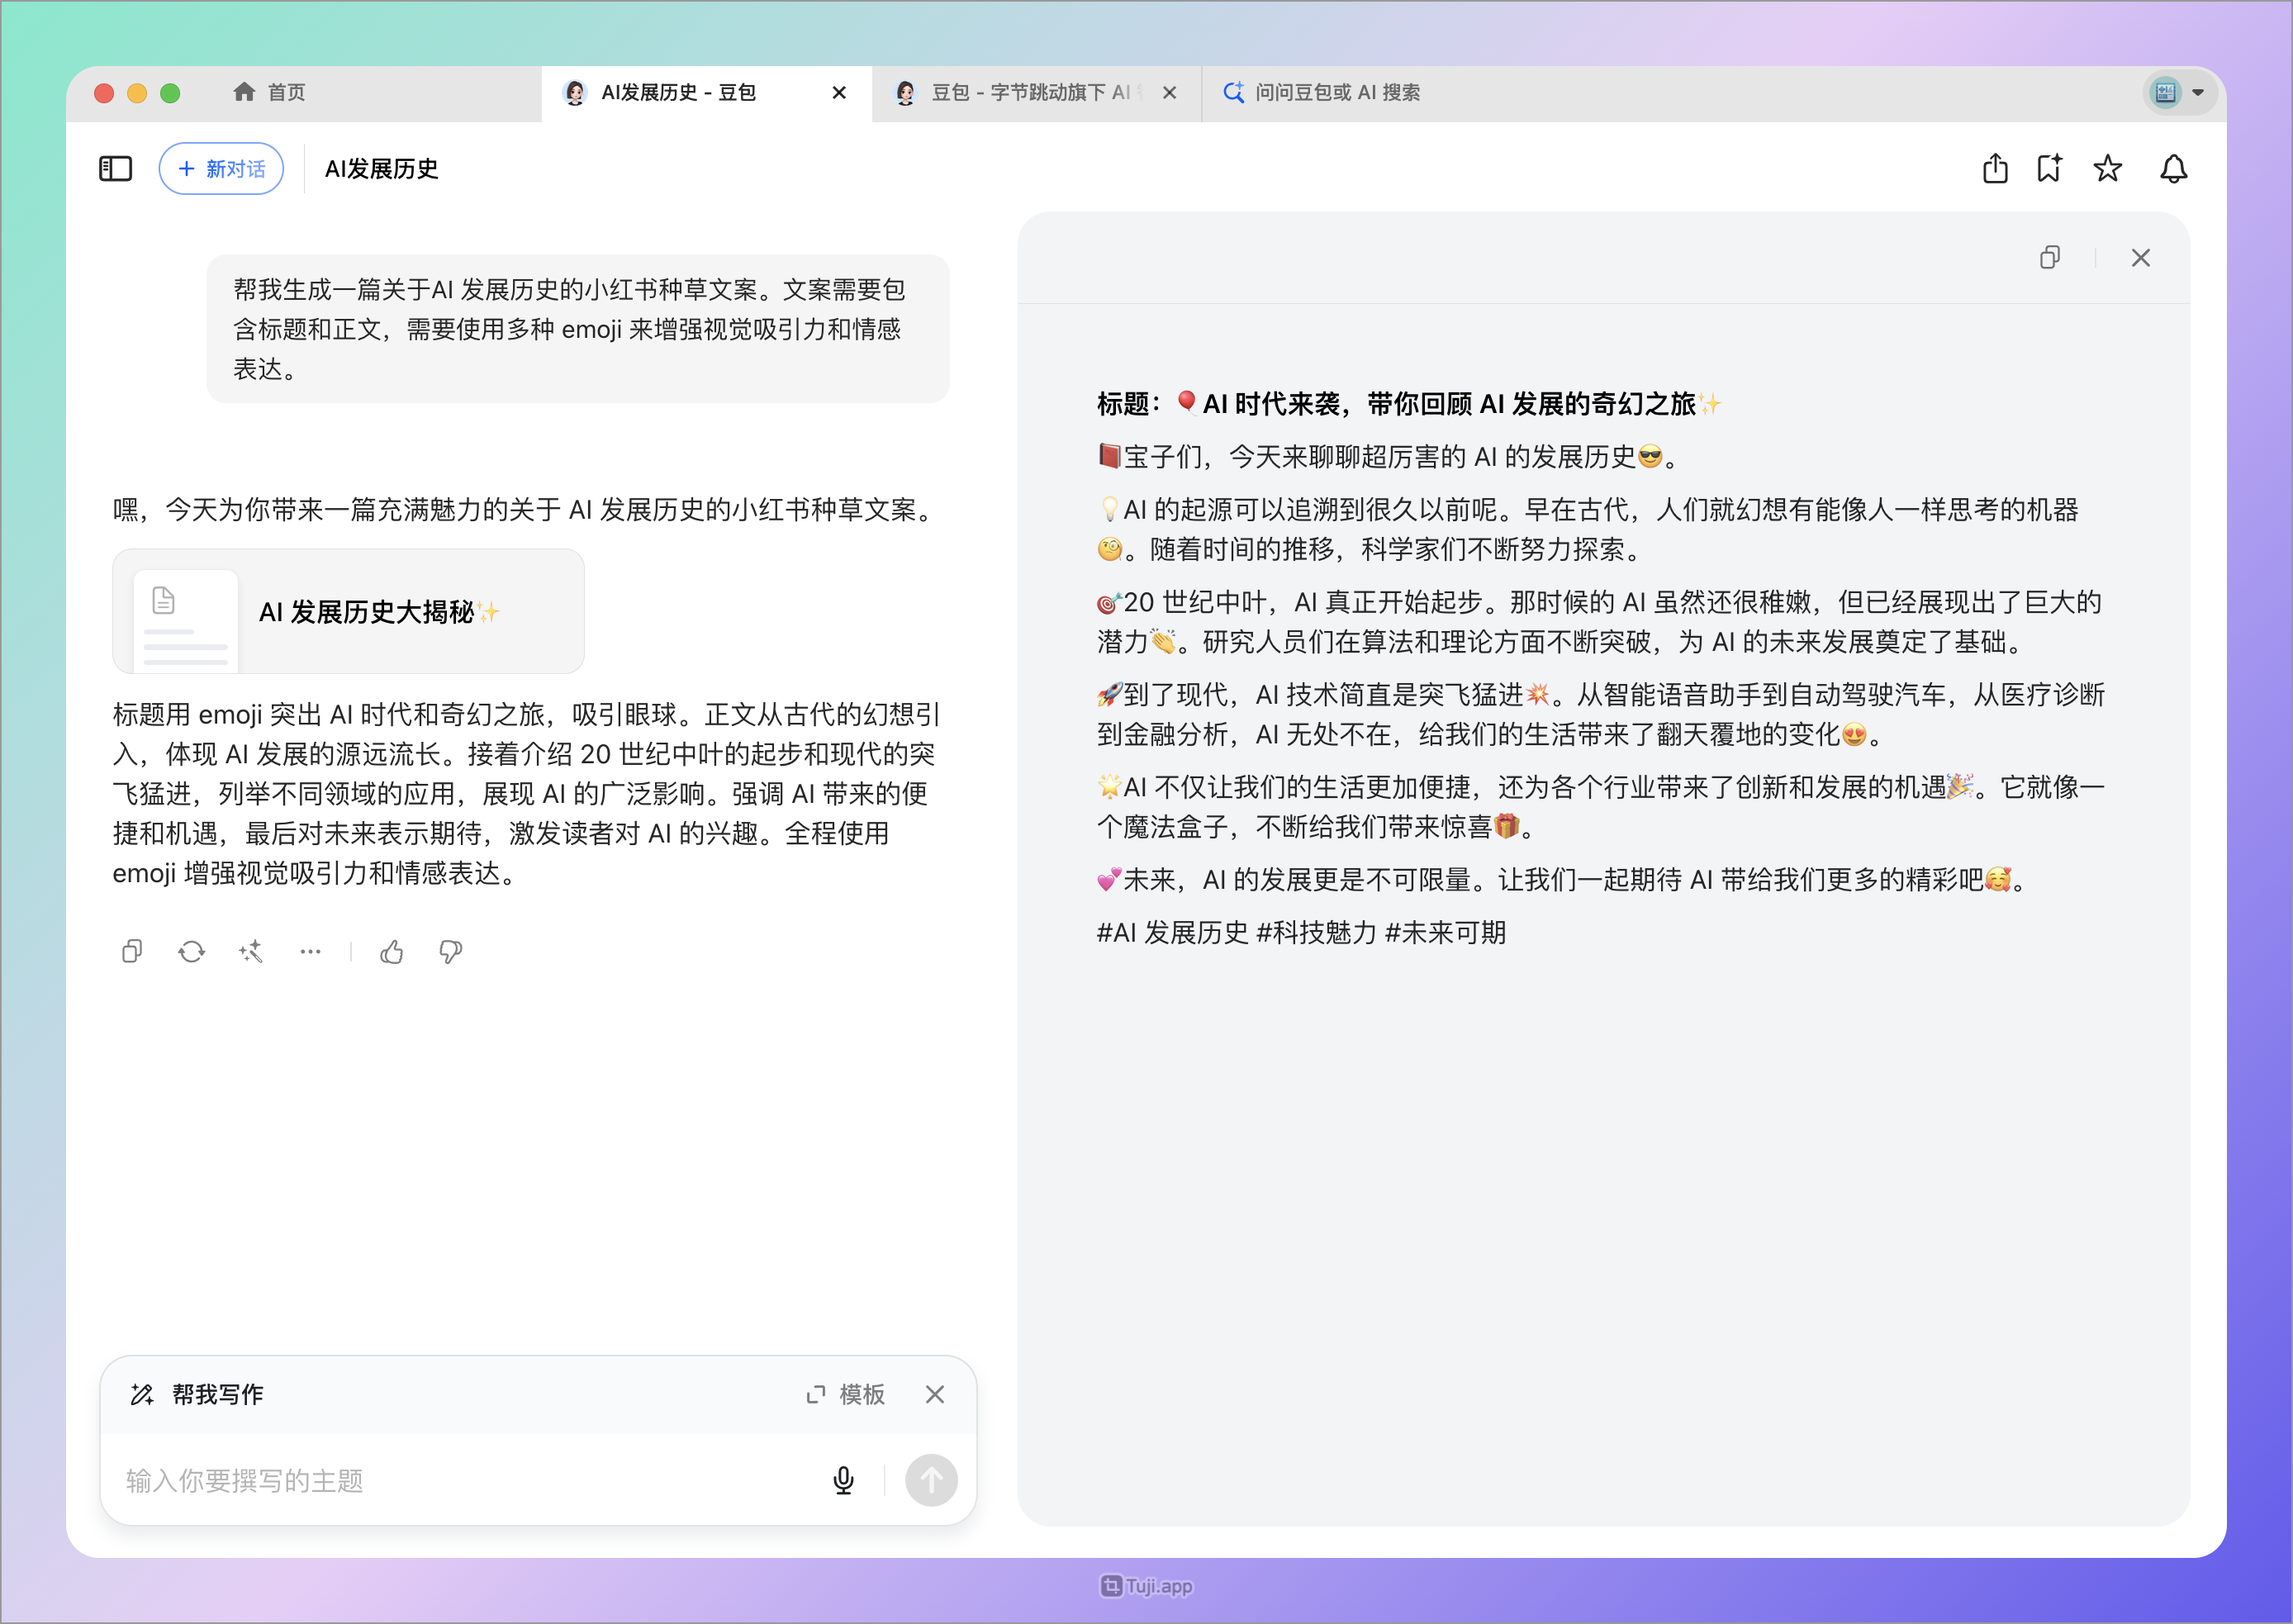 首页
AI发展历史 - 豆包
豆包 - 字节跳动旗下 AI
问问豆包或 AI 搜索
新对话
AI发展历史
帮我生成一篇关于AI 发展历史的小红书种草文案。文案需要包
含标题和正文，需要使用多种 emoji 来增强视觉吸引力和情感
表达。
嘿，今天为你带来一篇充满魅力的关于 AI 发展历史的小红书种草文案。
AI 发展历史大揭秘✨
标题用 emoji 突出 AI 时代和奇幻之旅，吸引眼球。正文从古代的幻想引
入，体现 AI 发展的源远流长。接着介绍 20 世纪中叶的起步和现代的突
飞猛进，列举不同领域的应用，展现 AI 的广泛影响。强调 AI 带来的便
捷和机遇，最后对未来表示期待，激发读者对 AI 的兴趣。全程使用
emoji 增强视觉吸引力和情感表达。
帮我写作
模板
输入你要撰写的主题
标题：🎈AI 时代来袭，带你回顾 AI 发展的奇幻之旅✨
📕宝子们，今天来聊聊超厉害的 AI 的发展历史😎。
💡AI 的起源可以追溯到很久以前呢。早在古代，人们就幻想有能像人一样思考的机器
🧐。随着时间的推移，科学家们不断努力探索。
🎯20 世纪中叶，AI 真正开始起步。那时候的 AI 虽然还很稚嫩，但已经展现出了巨大的
潜力👏。研究人员们在算法和理论方面不断突破，为 AI 的未来发展奠定了基础。
🚀到了现代，AI 技术简直是突飞猛进💥。从智能语音助手到自动驾驶汽车，从医疗诊断
到金融分析，AI 无处不在，给我们的生活带来了翻天覆地的变化😍。
🌟AI 不仅让我们的生活更加便捷，还为各个行业带来了创新和发展的机遇🎉。它就像一
个魔法盒子，不断给我们带来惊喜🎁。
💕未来，AI 的发展更是不可限量。让我们一起期待 AI 带给我们更多的精彩吧🥰。
#AI 发展历史 #科技魅力 #未来可期
Tuji.app